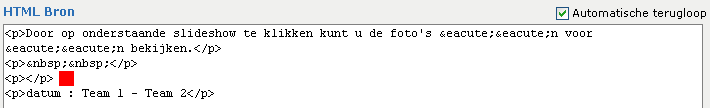 HTML Bron
Automatische terugloop
<p>Door op onderstaande slideshow te klikken kunt u de foto's &eacute;&eacute;n voor
&eacute;&eacute;n bekijken.</p>
<p>&nbsp;&nbsp;</p>
<p></p>
<p>datum : Team 1 - Team 2</p>